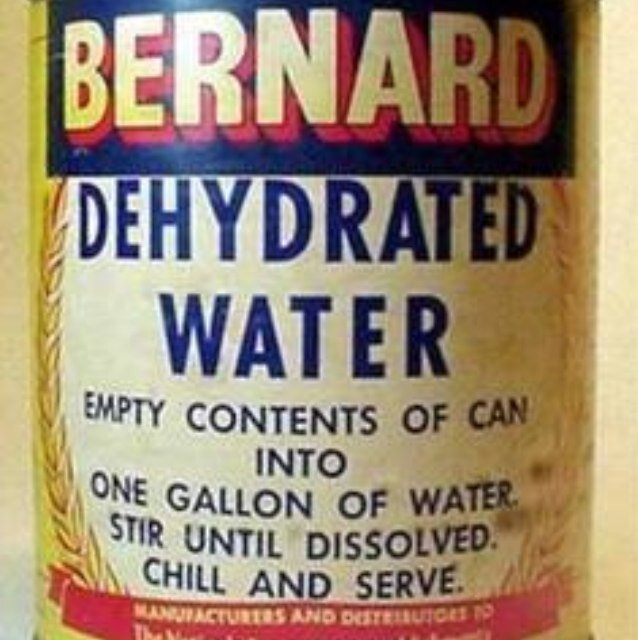 BERNARD
DEHYDRATED
WATER
EMPTY CONTENTS OF CAN
INTO
ONE GALLON OF WATER.
STIR UNTIL DISSOLVED.
CHILL AND SERVE.
MANUFACTURERS AND DISTRIBUTORS TO
The